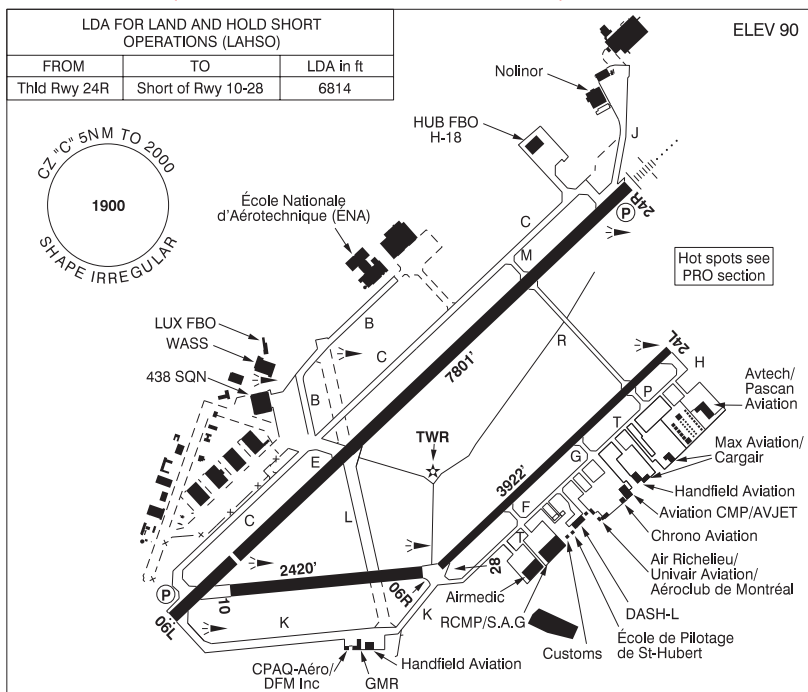 LDA FOR LAND AND HOLD SHORT
OPERATIONS (LAHSO)
FROM TO LDA in ft
Thld Rwy 24R Short of Rwy 10-28 6814
ELEV 90
CZ "C" 5NM TO 2000
1900
SHAPE IRREGULAR
Nolinor
HUB FBO
H-18
J
École Nationale
d'Aérotechnique (ÉNA)
24R
P
C
M
Hot spots see
PRO section
LUX FBO
WASS
438 SQN
B
C
B
7801'
R
24L
H
P
Avtech/
Pascan
Aviation
TWR
T
E
G
3922'
Max Aviation/
Cargair
Handfield Aviation
Aviation CMP/AVJET
Chrono Aviation
Air Richelieu/
Univair Aviation/
Aéroclub de Montréal
C
L
F
T
2420'
28
P
10
06R
06L
K
K
Airmedic
RCMP/S.A.G
Customs
DASH-L
École de Pilotage
de St-Hubert
CPAQ-Aéro/
DFM Inc
GMR
Handfield Aviation